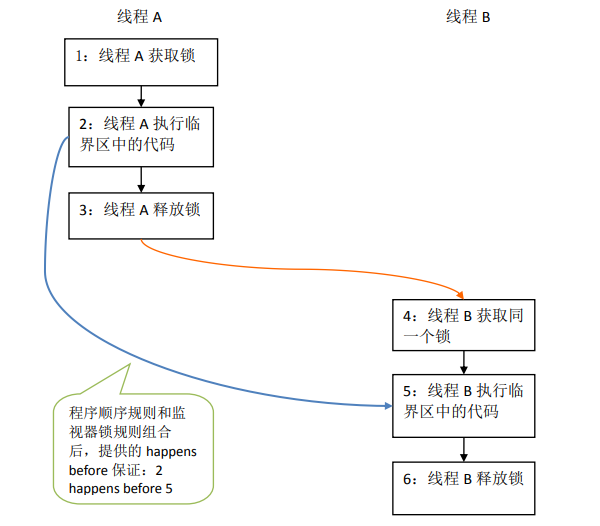 线程 A
线程 B
1：线程 A 获取锁
2：线程 A 执行临
界区中的代码
3：线程 A 释放锁
4：线程 B 获取同
一个锁
5：线程 B 执行临
界区中的代码
6：线程 B 释放锁
程序顺序规则和监
视器锁规则组合
后，提供的 happens
before 保证：2
happens before 5